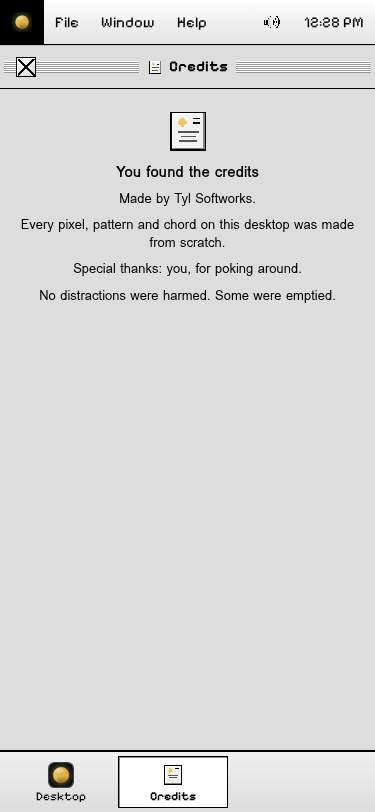 File Window Help 12:28 PM
Credits
You found the credits
Made by Tyl Softworks.
Every pixel, pattern and chord on this desktop was made
from scratch.
Special thanks: you, for poking around.
No distractions were harmed. Some were emptied.
Desktop Credits